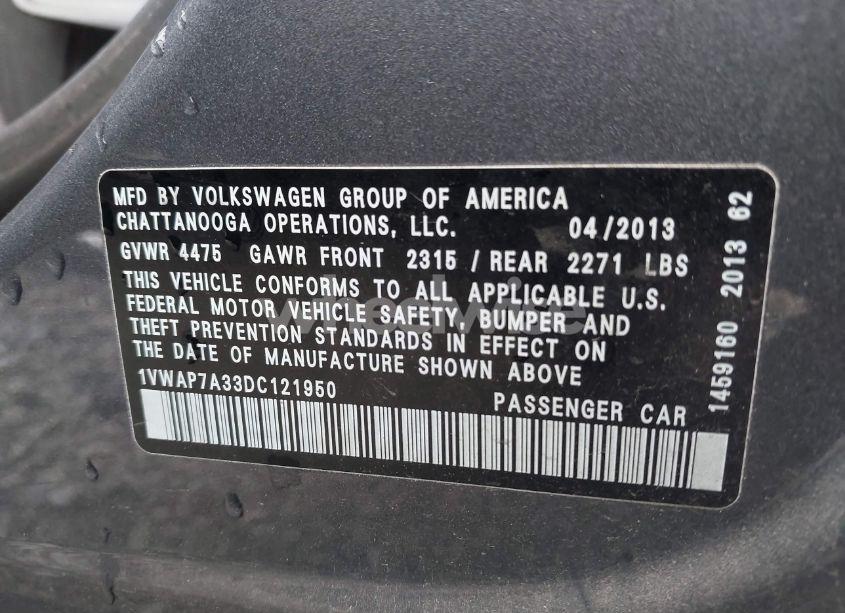 MFD BY VOLKSWAGEN GROUP OF AMERICA
CHATTANOOGA OPERATIONS, LLC. 04/2013
GVWR 4475 GAWR FRONT 2315 / REAR 2271 LBS
THIS VEHICLE CONFORMS TO ALL APPLICABLE U.S.
FEDERAL MOTOR VEHICLE SAFETY, BUMPER AND
THEFT PREVENTION STANDARDS IN EFFECT ON
THE DATE OF MANUFACTURE SHOWN ABOVE
1VWAP7A33DC121950 PASSENGER CAR
1459160 2013 62